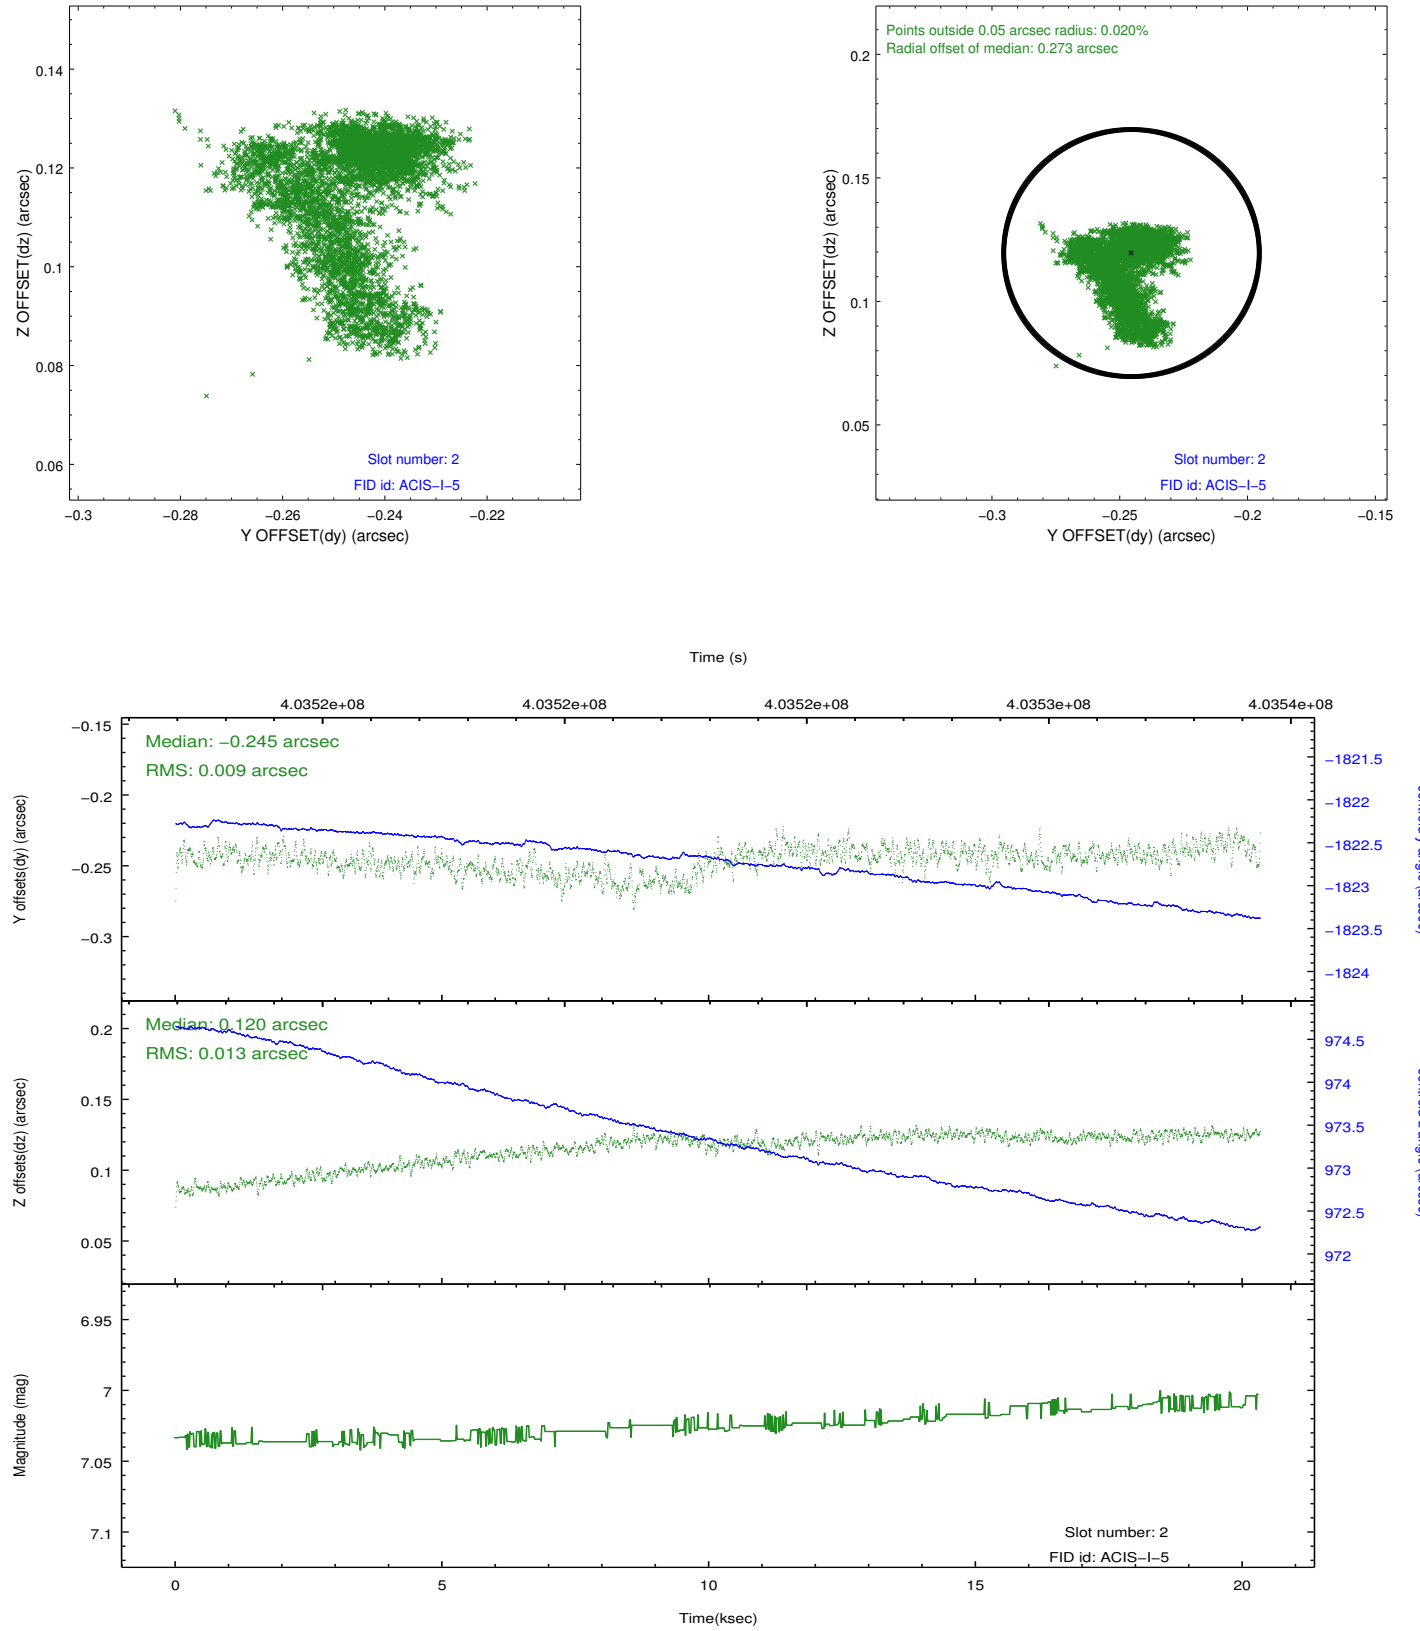 0.14
0.12
0.1
0.08
0.06
Z OFFSET(dz) (arcsec)
Slot number: 2
FID id: ACIS−I−5
−0.3
−0.28
−0.26
−0.24
−0.22
Y OFFSET(dy) (arcsec)
Points outside 0.05 arcsec radius: 0.020%
Radial offset of median: 0.273 arcsec
0.2
0.15
0.1
0.05
Z OFFSET(dz) (arcsec)
Slot number: 2
FID id: ACIS−I−5
−0.3
−0.25
−0.2
−0.15
Y OFFSET(dy) (arcsec)
Time (s)
4.0352e+08
4.0352e+08
4.0352e+08
4.0353e+08
4.0354e+08
Median: −0.245 arcsec
RMS: 0.009 arcsec
−0.15
−0.2
−0.25
−0.3
Y offsets(dy) (arcsec)
−1821.5
−1822
−1822.5
−1823
−1823.5
−1824
Median: 0.120 arcsec
RMS: 0.013 arcsec
0.2
0.15
0.1
0.05
Z offsets(dz) (arcsec)
974.5
974
973.5
973
972.5
972
6.95
7
7.05
7.1
Magnitude (mag)
Slot number: 2
FID id: ACIS−I−5
0
5
10
15
20
Time(ksec)